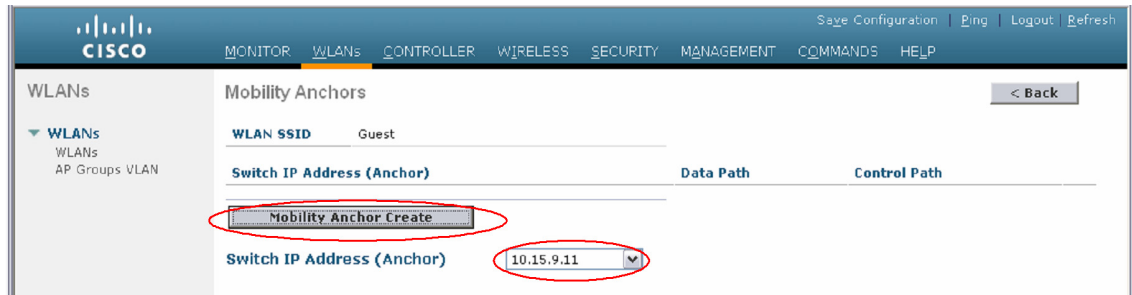 Save Configuration | Ping | Logout | Refresh
CISCO
MONITOR WLANs CONTROLLER WIRELESS SECURITY MANAGEMENT COMMANDS HELP
WLANs
Mobility Anchors
< Back
WLANs
WLANs
AP Groups VLAN
WLAN SSID Guest
Switch IP Address (Anchor) Data Path Control Path
Mobility Anchor Create
Switch IP Address (Anchor) 10.15.9.11